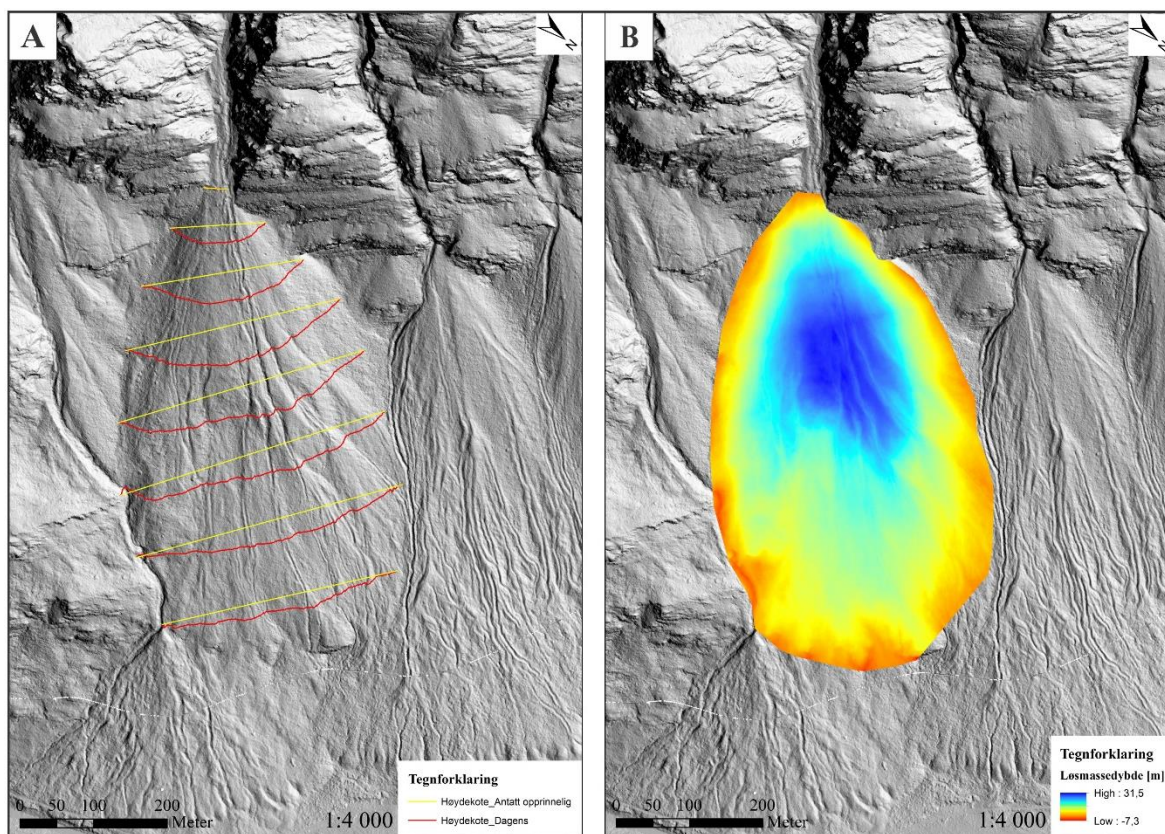 A
N
Tegnforklaring
Høydekote_Antatt opprinnelig
Høydekote_Dagens
0 50 100 200
Meter
1:4 000
B
N
Tegnforklaring
Løsmassedybde [m]
High : 31,5
Low : -7,3
0 50 100 200
Meter
1:4 000